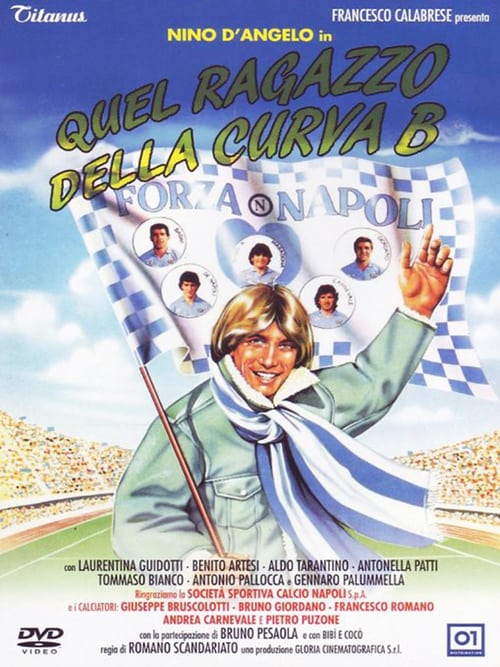 Titanus
FRANCESCO CALABRESE presenta
NINO D'ANGELO in
QUEL RAGAZZO
DELLA CURVA B
FORZA N NAPOLI
con LAURENTINA GUIDOTTI - BENITO ARTESI - ALDO TARANTINO - ANTONELLA PATTI -
TOMMASO BIANCO - ANTONIO PALLOCCA e GENNARO PALUMMELLA
Ringraziamo la SOCIETÀ SPORTIVA CALCIO NAPOLI S.p.A.
e i CALCIATORI: GIUSEPPE BRUSCOLOTTI - BRUNO GIORDANO - FRANCESCO ROMANO
ANDREA CARNEVALE E PIETRO PUZONE
con la partecipazione di BRUNO PESAOLA e con BIBÌ E COCÒ
regia di ROMANO SCANDARIATO una produzione GLORIA CINEMATOGRAFICA S.r.l.
DVD
VIDEO
01
DISTRIBUTION